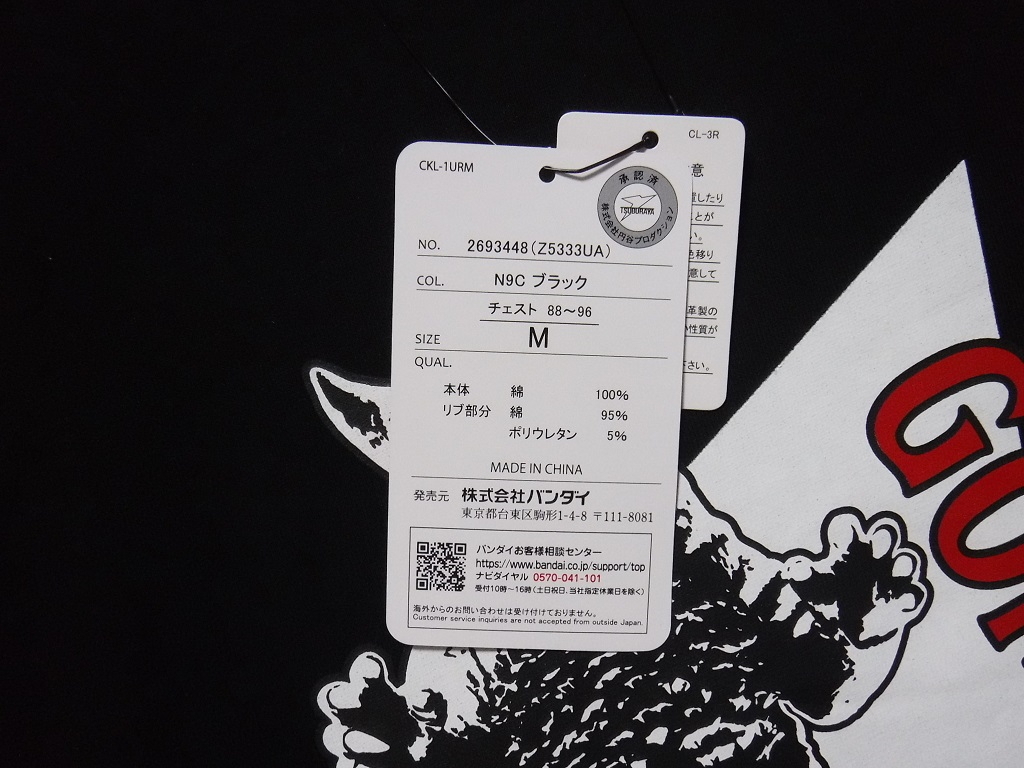 CKL-1URM
承認済
TSUBURAYA
株式会社円谷プロダクション
NO. 2693448(Z5333UA)
COL. N9C ブラック
チェスト 88～96
SIZE M
QUAL.
本体 綿 100%
リブ部分 綿 95%
ポリウレタン 5%
MADE IN CHINA
発売元 株式会社バンダイ
東京都台東区駒形1-4-8 〒111-8081
バンダイお客様相談センター
https://www.bandai.co.jp/support/top
ナビダイヤル 0570-041-101
受付10時～16時(土日祝日、当社指定休業日を除く)
海外からのお問い合わせは受け付けておりません。
Customer service inquiries are not accepted from outside Japan.
CL-3R
意
したり
とが
い。
色移り
意して
革製の
性質が
さい。